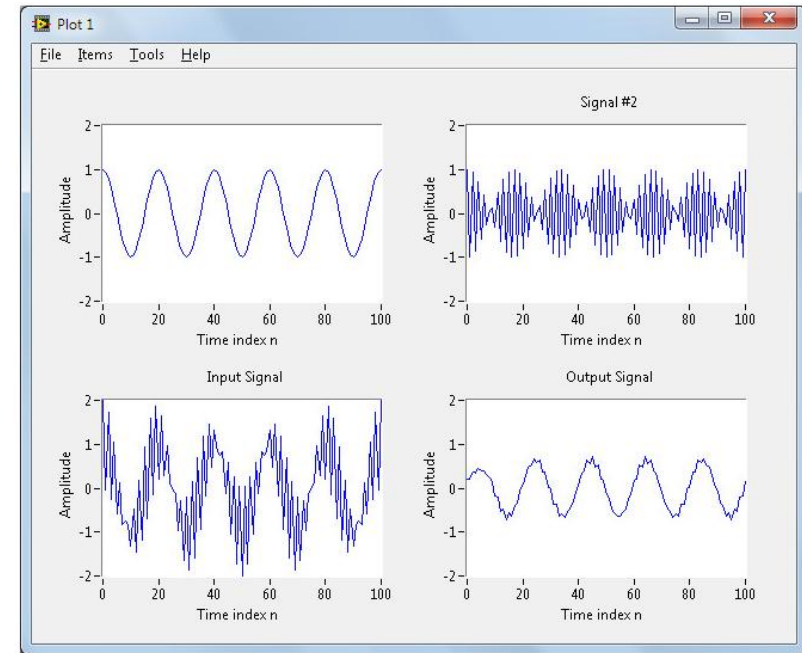 Plot 1
File Items Tools Help
2
1
0
-1
-2
Amplitude
0 20 40 60 80 100
Time index n
Signal #2
2
1
0
-1
-2
Amplitude
0 20 40 60 80 100
Time index n
Input Signal
2
1
0
-1
-2
Amplitude
0 20 40 60 80 100
Time index n
Output Signal
2
1
0
-1
-2
Amplitude
0 20 40 60 80 100
Time index n